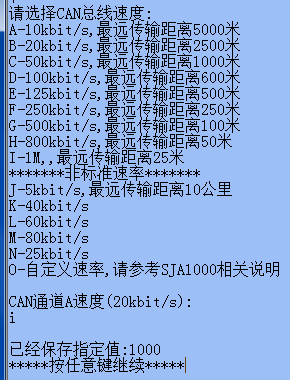 请选择CAN总线速度:
A-10kbit/s,最远传输距离5000米
B-20kbit/s,最远传输距离2500米
C-50kbit/s,最远传输距离1000米
D-100kbit/s,最远传输距离600米
E-125kbit/s,最远传输距离500米
F-250kbit/s,最远传输距离250米
G-500kbit/s,最远传输距离100米
H-800kbit/s,最远传输距离50米
I-1M,,最远传输距离25米
*******非标准速率*******
J-5kbit/s,最远传输距离10公里
K-40kbit/s
L-60kbit/s
M-80kbit/s
N-25kbit/s
O-自定义速率,请参考SJA1000相关说明
CAN通道A速度(20kbit/s):
i
已经保存指定值:1000
*****按任意键继续*****